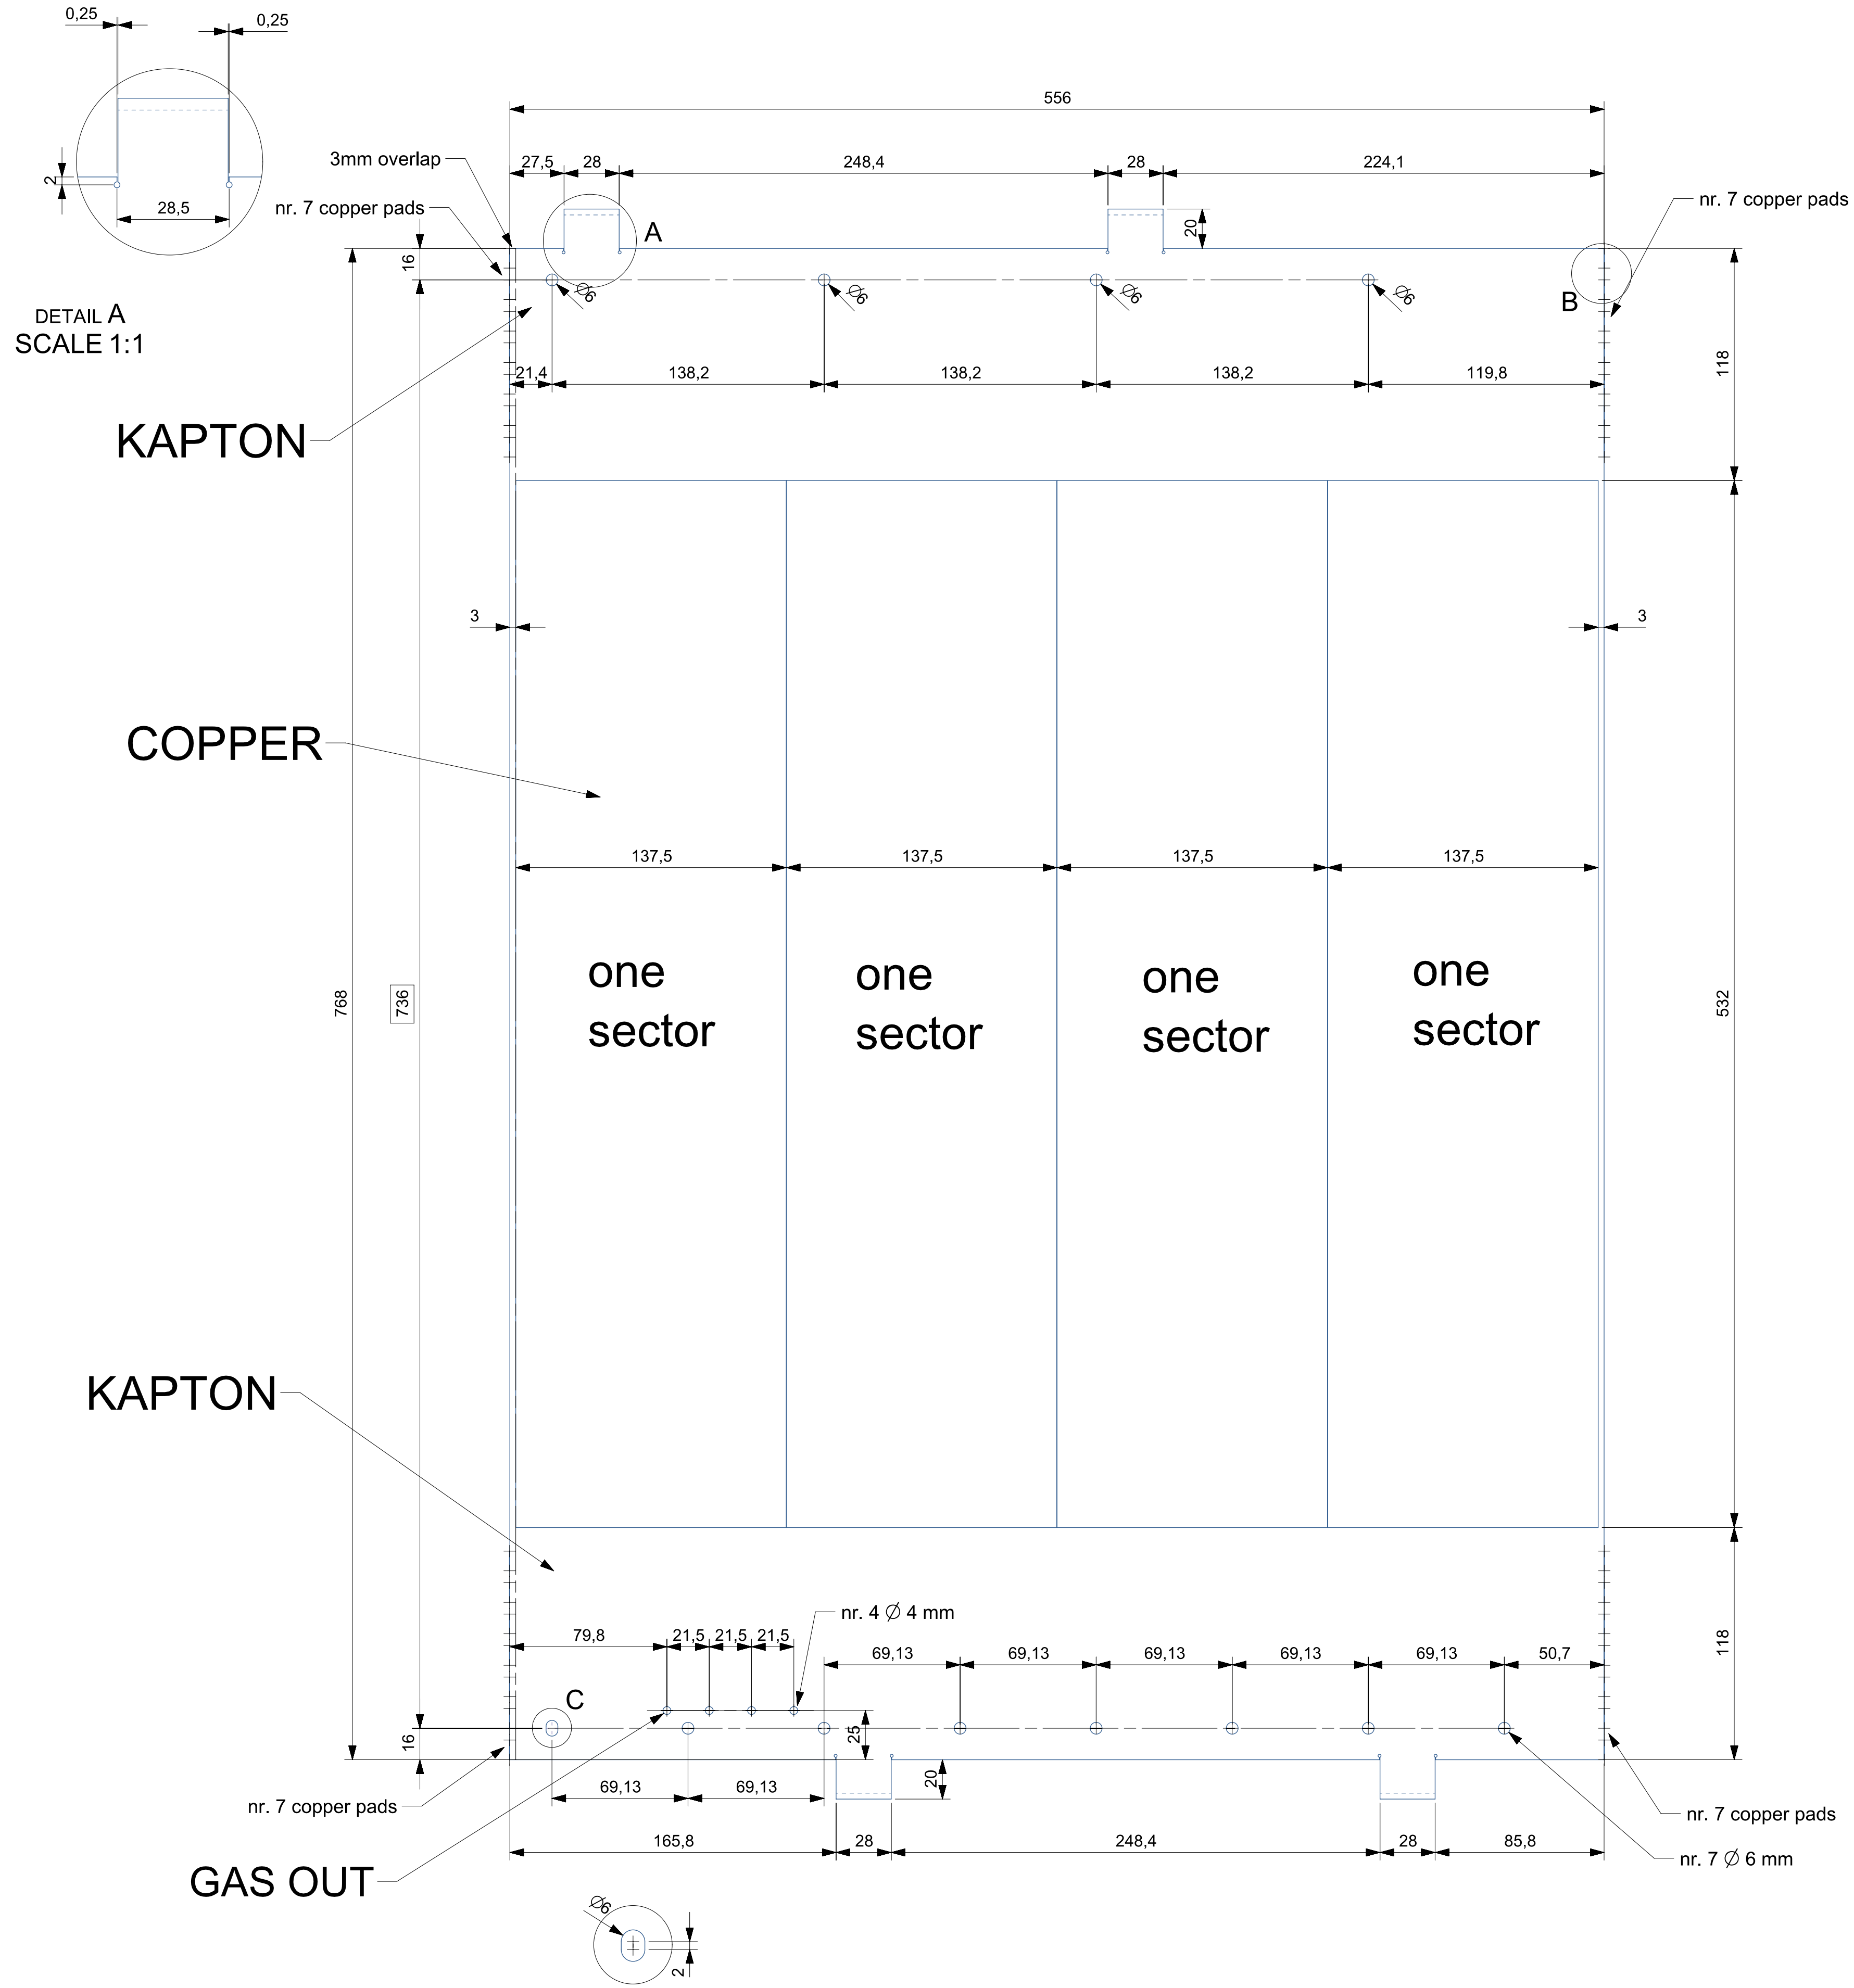 0,25
0,25
2
28,5
DETAIL A
SCALE 1:1
556
3mm overlap
27,5
28
248,4
28
224,1
nr. 7 copper pads
nr. 7 copper pads
A
20
16
B
Ø6
Ø6
Ø6
Ø6
118
21,4
138,2
138,2
138,2
119,8
KAPTON
3
3
COPPER
137,5
137,5
137,5
137,5
768
736
532
one
sector
one
sector
one
sector
one
sector
KAPTON
nr. 4 Ø 4 mm
79,8
21,5
21,5
21,5
69,13
69,13
69,13
69,13
69,13
50,7
118
C
16
25
69,13
69,13
20
nr. 7 copper pads
nr. 7 copper pads
165,8
28
248,4
28
85,8
nr. 7 Ø 6 mm
GAS OUT
Ø6
2